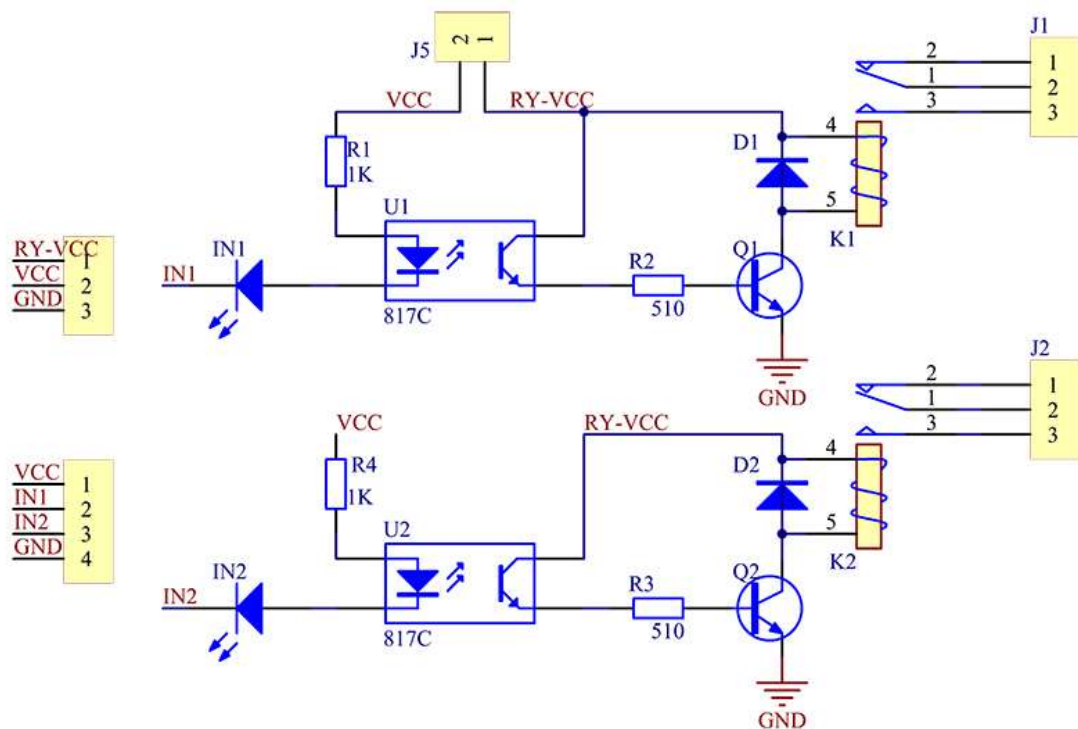 J5
2 1
VCC
RY-VCC
R1
1K
U1
817C
IN1
IN1
R2
510
D1
Q1
GND
4
5
K1
2
1
3
J1
1
2
3
RY-VCC
VCC
GND
1
2
3
VCC
IN1
IN2
GND
1
2
3
4
VCC
R4
1K
U2
817C
IN2
IN2
RY-VCC
R3
510
D2
Q2
GND
4
5
K2
2
1
3
J2
1
2
3